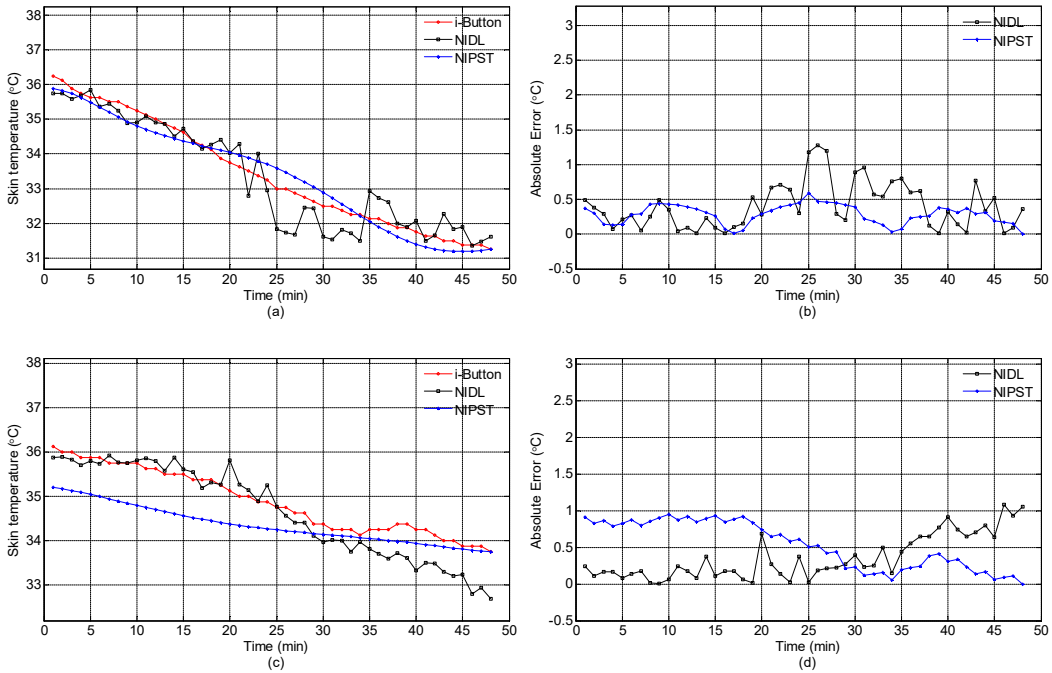 38
37
36
35
34
33
32
31
0 5 10 15 20 25 30 35 40 45 50
Skin temperature (°C)
Time (min)
(a)
i-Button
NIDL
NIPST
3
2.5
2
1.5
1
0.5
0
-0.5
0 5 10 15 20 25 30 35 40 45 50
Absolute Error (°C)
Time (min)
(b)
NIDL
NIPST
38
37
36
35
34
33
0 5 10 15 20 25 30 35 40 45 50
Skin temperature (°C)
Time (min)
(c)
i-Button
NIDL
NIPST
3
2.5
2
1.5
1
0.5
0
-0.5
0 5 10 15 20 25 30 35 40 45 50
Absolute Error (°C)
Time (min)
(d)
NIDL
NIPST